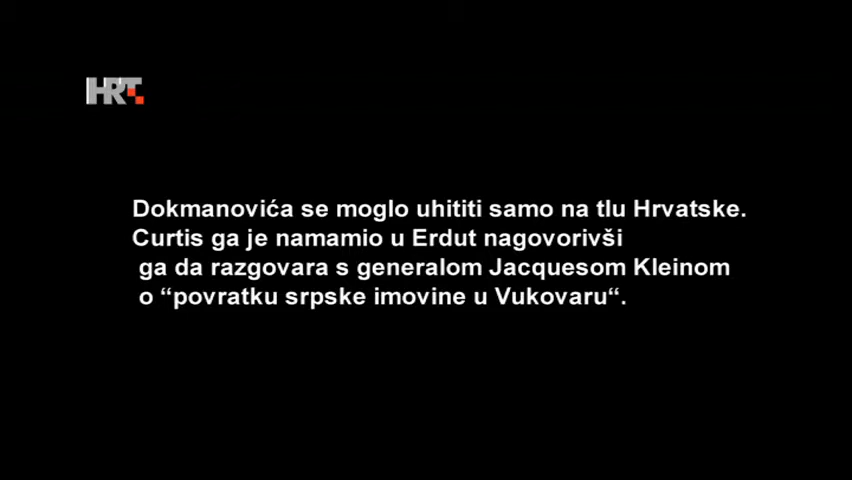 HRT
Dokmanovića se moglo uhititi samo na tlu Hrvatske.
Curtis ga je namamio u Erdut nagovorivši
ga da razgovara s generalom Jacquesom Kleinom
o “povratku srpske imovine u Vukovaru“.